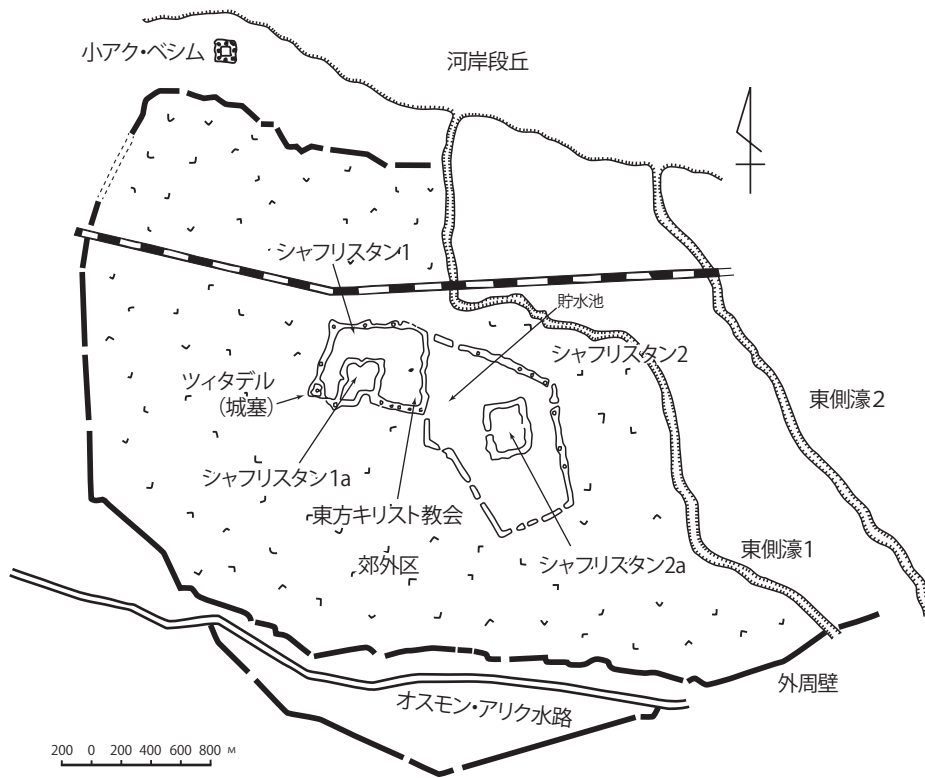 小アク・ベシム
河岸段丘
シャフリスタン1
貯水池
シャフリスタン2
ツィタデル
(城塞)
東側濠2
シャフリスタン1a
東方キリスト教会
東側濠1
郊外区
シャフリスタン2a
外周壁
オスモン・アリク水路
200 0 200 400 600 800 M